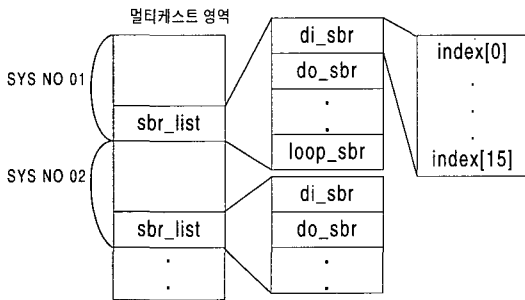 멀티케스트 영역
SYS NO 01
sbr_list
SYS NO 02
sbr_list
.
.
di_sbr
do_sbr
.
.
loop_sbr
di_sbr
do_sbr
.
.
index[0]
.
.
.
index[15]